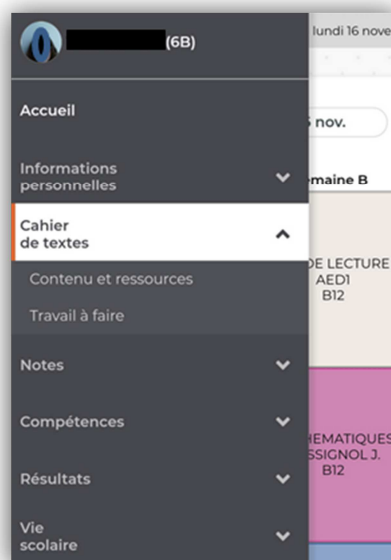 (6B)
Accueil
Informations
personnelles
Cahier
de textes
Contenu et ressources
Travail à faire
Notes
Compétences
Résultats
Vie
scolaire
lundi 16 nove
nov.
maine B
DE LECTURE
AED1
B12
HEMATIQUES
SSIGNOL J.
B12